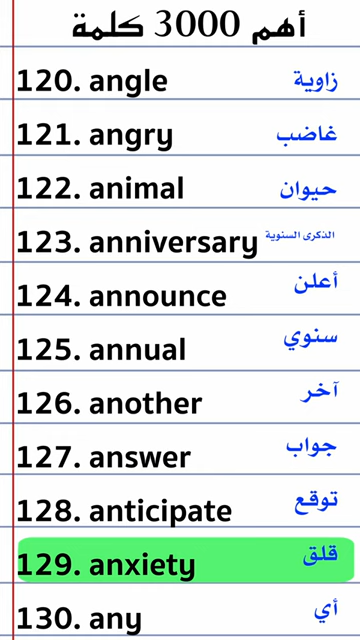 أهم 3000 كلمة
120. angle زاوية
121. angry غاضب
122. animal حيوان
123. anniversary الذكرى السنوية
124. announce أعلن
125. annual سنوي
126. another آخر
127. answer جواب
128. anticipate توقع
129. anxiety قلق
130. any أي